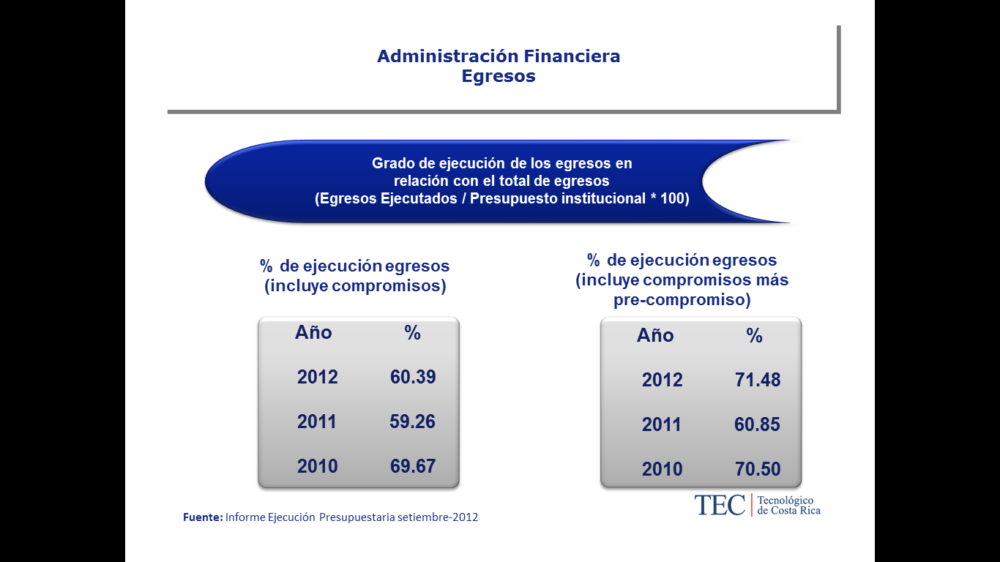 Administración Financiera
Egresos
Grado de ejecución de los egresos en
relación con el total de egresos
(Egresos Ejecutados / Presupuesto institucional * 100)
% de ejecución egresos
(incluye compromisos)
Año %
2012 60.39
2011 59.26
2010 69.67
% de ejecución egresos
(incluye compromisos más
pre-compromiso)
Año %
2012 71.48
2011 60.85
2010 70.50
TEC Tecnológico
de Costa Rica
Fuente: Informe Ejecución Presupuestaria setiembre-2012